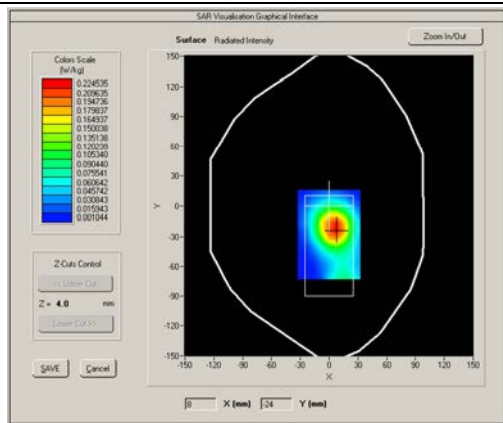 SAR Visualisation Graphical Interface
Surface Radiated Intensity
Zoom In/Out
Colors Scale
(W/kg)
0.224535
0.209635
0.194736
0.179837
0.164937
0.150038
0.135138
0.120239
0.105340
0.090440
0.075541
0.060642
0.045742
0.030843
0.015943
0.001044
Z-Cuts Control
<< Upper Cut
Z = 4.0 mm
Lower Cut >>
SAVE Cancel
150
120
90
60
30
0
-30
-60
-90
-120
-150
Y
-150 -120 -90 -60 -30 0 30 60 90 120 150
X
8 X (mm) -24 Y (mm)